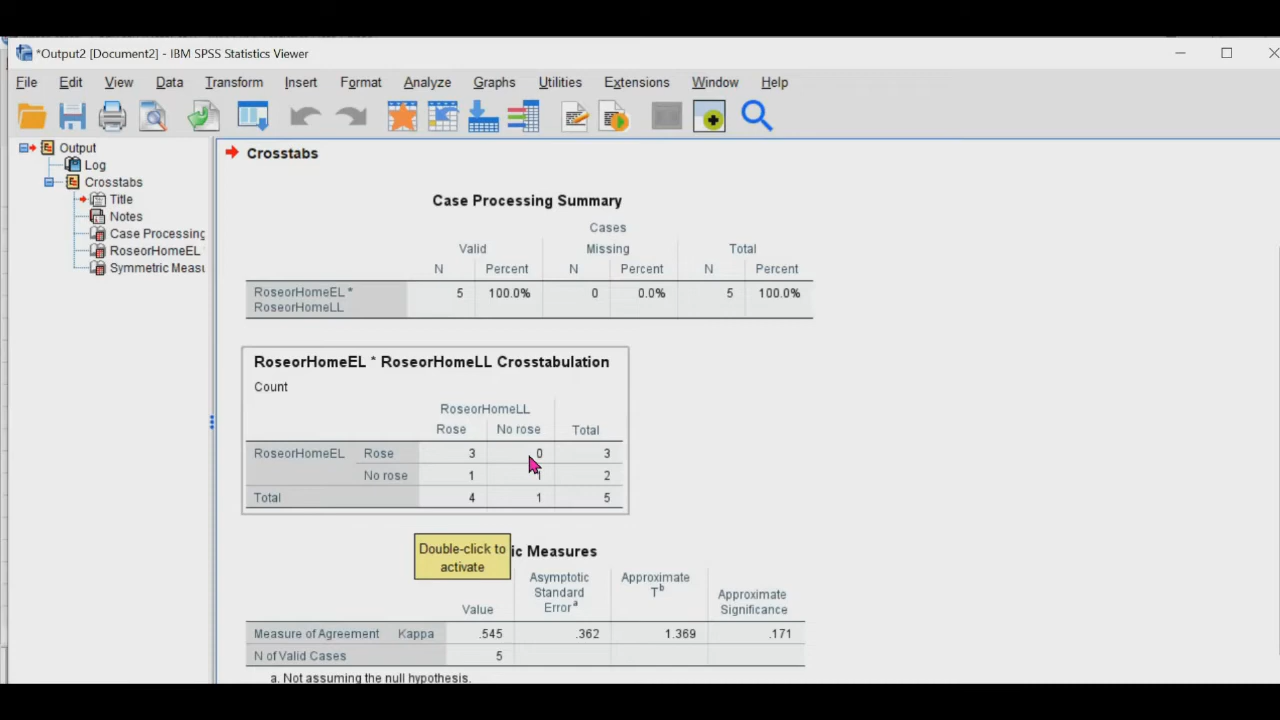 *Output2 [Document2] - IBM SPSS Statistics Viewer
File Edit View Data Transform Insert Format Analyze Graphs Utilities Extensions Window Help
Output
Log
Crosstabs
Title
Notes
Case Processing
RoseorHomeEL
Symmetric Measu
Crosstabs
Case Processing Summary
Cases
Valid Missing Total
N Percent N Percent N Percent
RoseorHomeEL * RoseorHomeLL 5 100.0% 0 0.0% 5 100.0%
RoseorHomeEL * RoseorHomeLL Crosstabulation
Count
RoseorHomeLL
Rose No rose Total
RoseorHomeEL Rose 3 0 3
No rose 1 1 2
Total 4 1 5
Double-click to activate
ic Measures
Value Asymptotic Standard Error a Approximate T b Approximate Significance
Measure of Agreement Kappa .545 .362 1.369 .171
N of Valid Cases 5
a. Not assuming the null hypothesis.